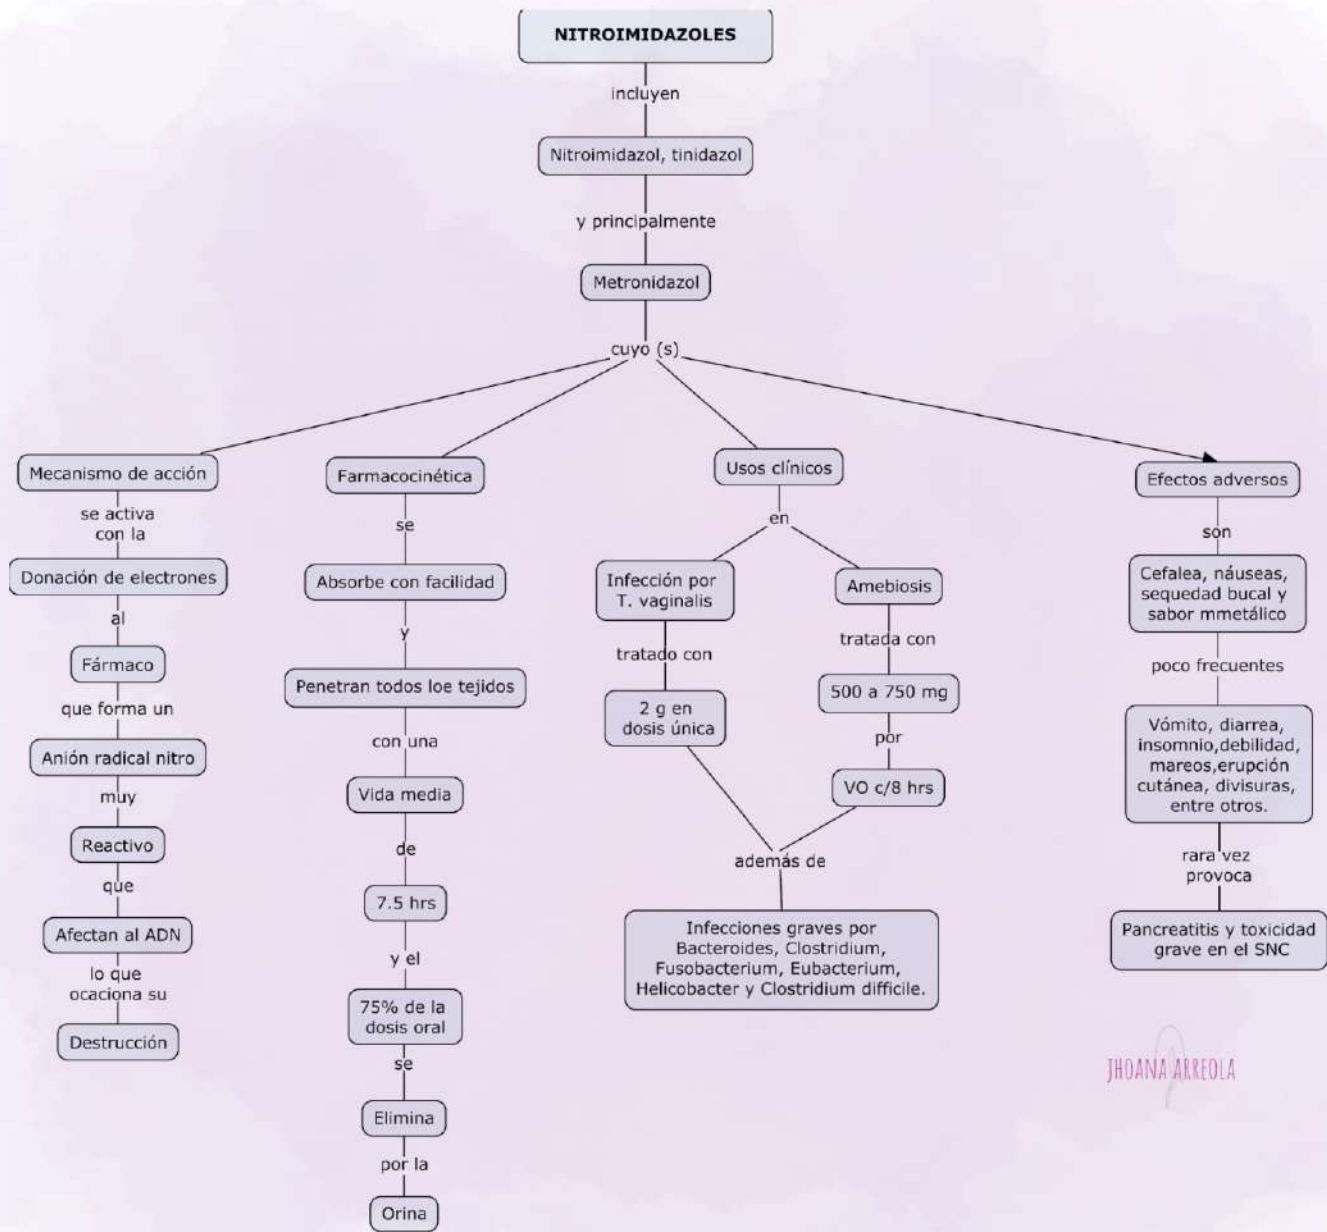 NITROIMIDAZOLES
incluyen
Nitroimidazol, tinidazol
y principalmente
Metronidazol
cuyo (s)
Mecanismo de acción
se activa
con la
Donación de electrones
al
Fármaco
que forma un
Anión radical nitro
muy
Reactivo
que
Afectan al ADN
lo que
ocaciona su
Destrucción
Farmacocinética
se
Absorbe con facilidad
y
Penetran todos loe tejidos
con una
Vida media
de
7.5 hrs
y el
75% de la
dosis oral
se
Elimina
por la
Orina
Usos clínicos
en
Infección por
T. vaginalis
tratado con
2 g en
dosis única
Amebiosis
tratada con
500 a 750 mg
por
VO c/8 hrs
además de
Infecciones graves por
Bacteroides, Clostridium,
Fusobacterium, Eubacterium,
Helicobacter y Clostridium difficile.
Efectos adversos
son
Cefalea, náuseas,
sequedad bucal y
sabor mmetálico
poco frecuentes
Vómito, diarrea,
insomnio,debilidad,
mareos,erupción
cutánea, divisuras,
entre otros.
rara vez
provoca
Pancreatitis y toxicidad
grave en el SNC
JHOANA ARREOLA